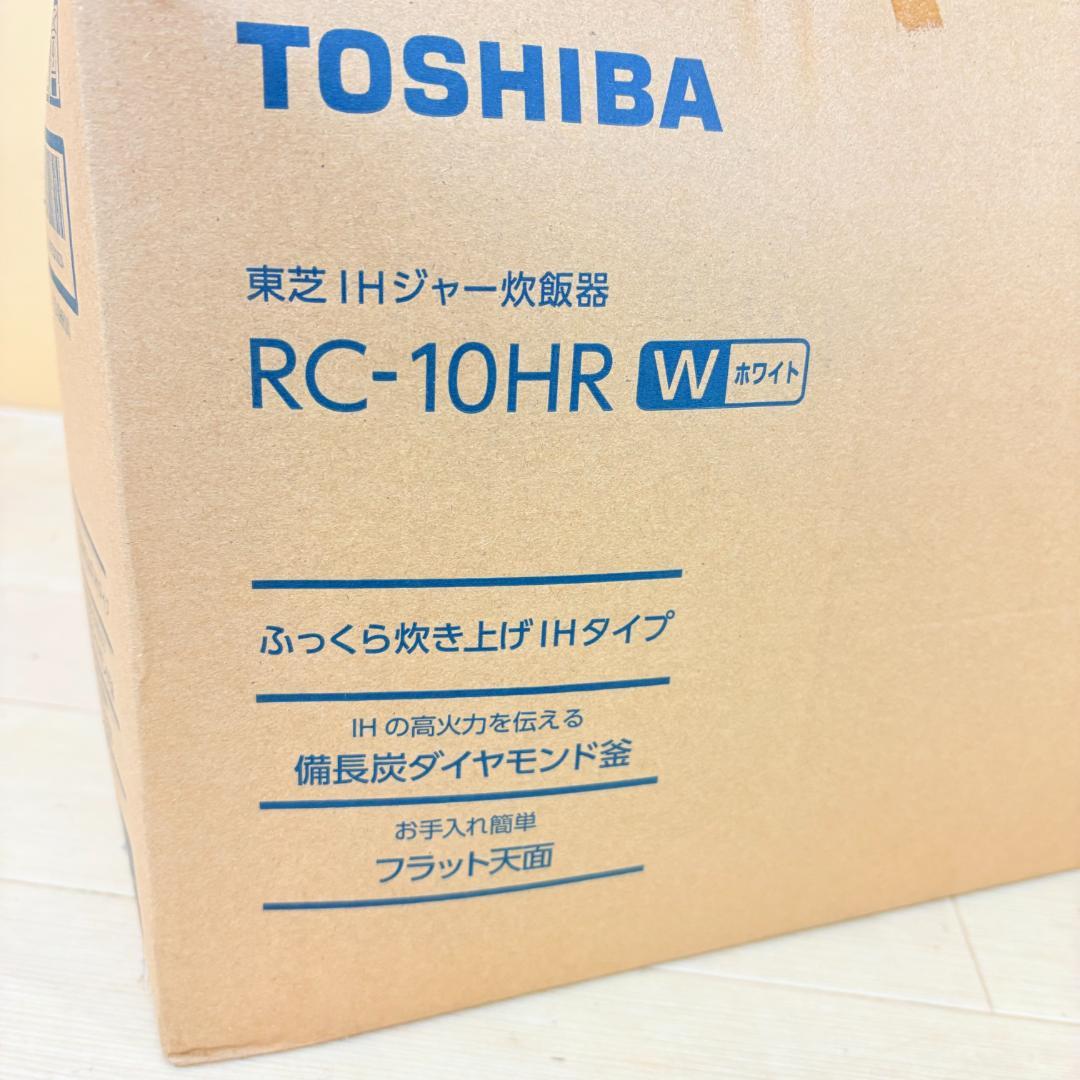 TOSHIBA
東芝IHジャー炊飯器
RC-10HR W ホワイト
ふっくら炊き上げIHタイプ
IHの高火力を伝える
備長炭ダイヤモンド釜
お手入れ簡単
フラット天面